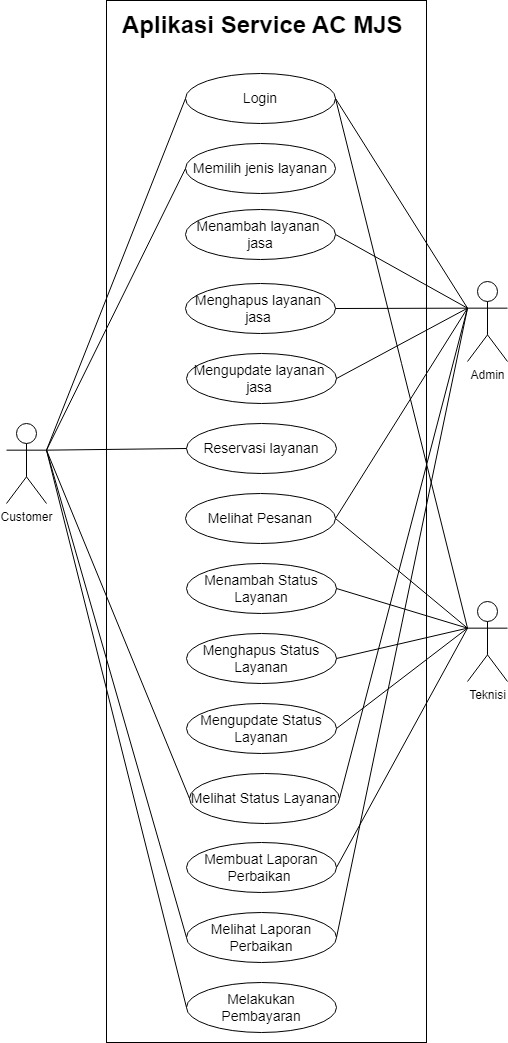 Aplikasi Service AC MJS
Login
Memilih jenis layanan
Menambah layanan
jasa
Menghapus layanan
jasa
Mengupdate layanan
jasa
Admin
Reservasi layanan
Customer
Melihat Pesanan
Menambah Status
Layanan
Menghapus Status
Layanan
Teknisi
Mengupdate Status
Layanan
Melihat Status Layanan
Membuat Laporan
Perbaikan
Melihat Laporan
Perbaikan
Melakukan
Pembayaran